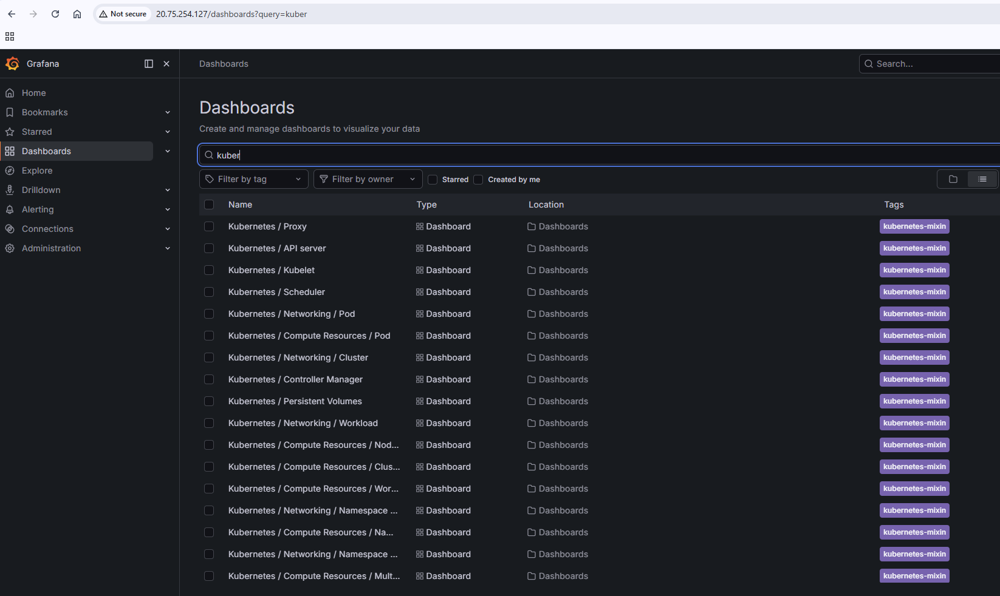 Not secure 20.75.254.127/dashboards?query=kuber
Grafana
Dashboards
Search...
Home
Bookmarks
Starred
Dashboards
Explore
Drilldown
Alerting
Connections
Administration
Dashboards
Create and manage dashboards to visualize your data
kuber
Filter by tag Filter by owner Starred Created by me
Name Type Location Tags
Kubernetes / Proxy Dashboard Dashboards kubernetes-mixin
Kubernetes / API server Dashboard Dashboards kubernetes-mixin
Kubernetes / Kubelet Dashboard Dashboards kubernetes-mixin
Kubernetes / Scheduler Dashboard Dashboards kubernetes-mixin
Kubernetes / Networking / Pod Dashboard Dashboards kubernetes-mixin
Kubernetes / Compute Resources / Pod Dashboard Dashboards kubernetes-mixin
Kubernetes / Networking / Cluster Dashboard Dashboards kubernetes-mixin
Kubernetes / Controller Manager Dashboard Dashboards kubernetes-mixin
Kubernetes / Persistent Volumes Dashboard Dashboards kubernetes-mixin
Kubernetes / Networking / Workload Dashboard Dashboards kubernetes-mixin
Kubernetes / Compute Resources / Nod... Dashboard Dashboards kubernetes-mixin
Kubernetes / Compute Resources / Clus... Dashboard Dashboards kubernetes-mixin
Kubernetes / Compute Resources / Wor... Dashboard Dashboards kubernetes-mixin
Kubernetes / Networking / Namespace ... Dashboard Dashboards kubernetes-mixin
Kubernetes / Compute Resources / Na... Dashboard Dashboards kubernetes-mixin
Kubernetes / Networking / Namespace ... Dashboard Dashboards kubernetes-mixin
Kubernetes / Compute Resources / Mult... Dashboard Dashboards kubernetes-mixin